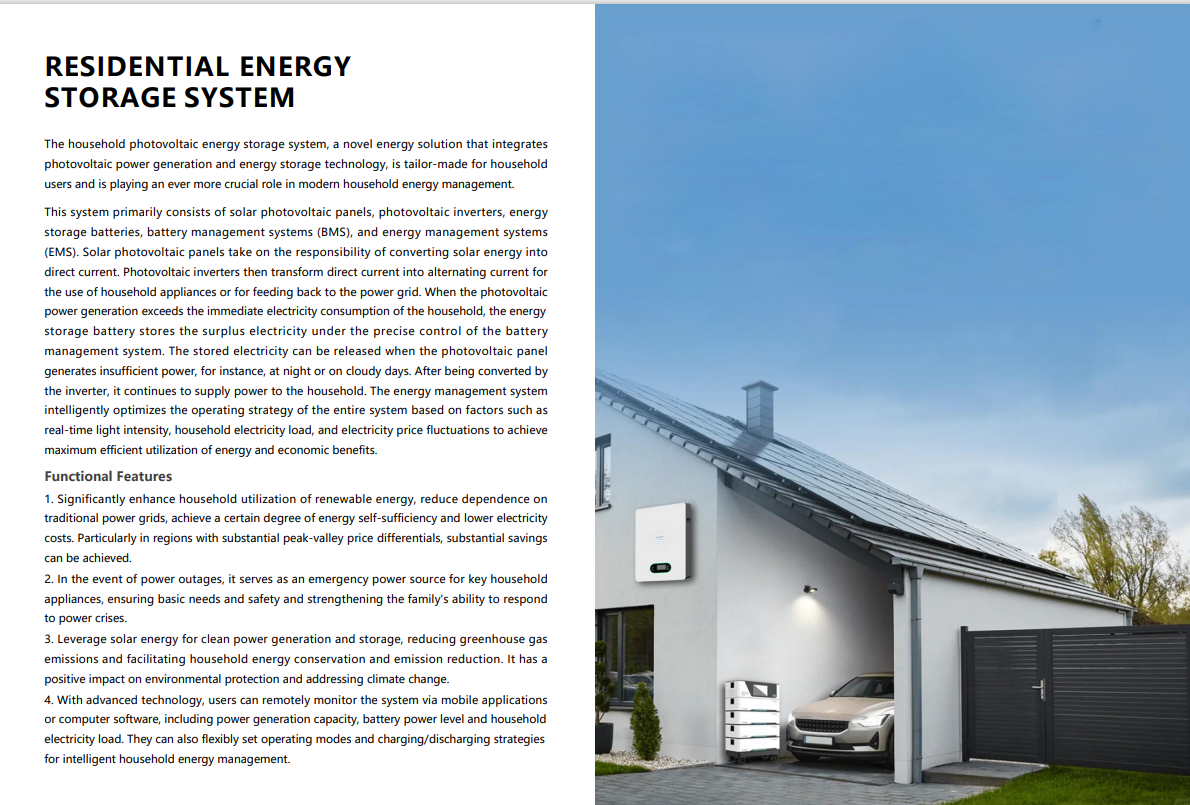 RESIDENTIAL ENERGY
STORAGE SYSTEM
The household photovoltaic energy storage system, a novel energy solution that integrates
photovoltaic power generation and energy storage technology, is tailor-made for household
users and is playing an ever more crucial role in modern household energy management.
This system primarily consists of solar photovoltaic panels, photovoltaic inverters, energy
storage batteries, battery management systems (BMS), and energy management systems
(EMS). Solar photovoltaic panels take on the responsibility of converting solar energy into
direct current. Photovoltaic inverters then transform direct current into alternating current for
the use of household appliances or for feeding back to the power grid. When the photovoltaic
power generation exceeds the immediate electricity consumption of the household, the energy
storage battery stores the surplus electricity under the precise control of the battery
management system. The stored electricity can be released when the photovoltaic panel
generates insufficient power, for instance, at night or on cloudy days. After being converted by
the inverter, it continues to supply power to the household. The energy management system
intelligently optimizes the operating strategy of the entire system based on factors such as
real-time light intensity, household electricity load, and electricity price fluctuations to achieve
maximum efficient utilization of energy and economic benefits.
Functional Features
1. Significantly enhance household utilization of renewable energy, reduce dependence on
traditional power grids, achieve a certain degree of energy self-sufficiency and lower electricity
costs. Particularly in regions with substantial peak-valley price differentials, substantial savings
can be achieved.
2. In the event of power outages, it serves as an emergency power source for key household
appliances, ensuring basic needs and safety and strengthening the family's ability to respond
to power crises.
3. Leverage solar energy for clean power generation and storage, reducing greenhouse gas
emissions and facilitating household energy conservation and emission reduction. It has a
positive impact on environmental protection and addressing climate change.
4. With advanced technology, users can remotely monitor the system via mobile applications
or computer software, including power generation capacity, battery power level and household
electricity load. They can also flexibly set operating modes and charging/discharging strategies
for intelligent household energy management.